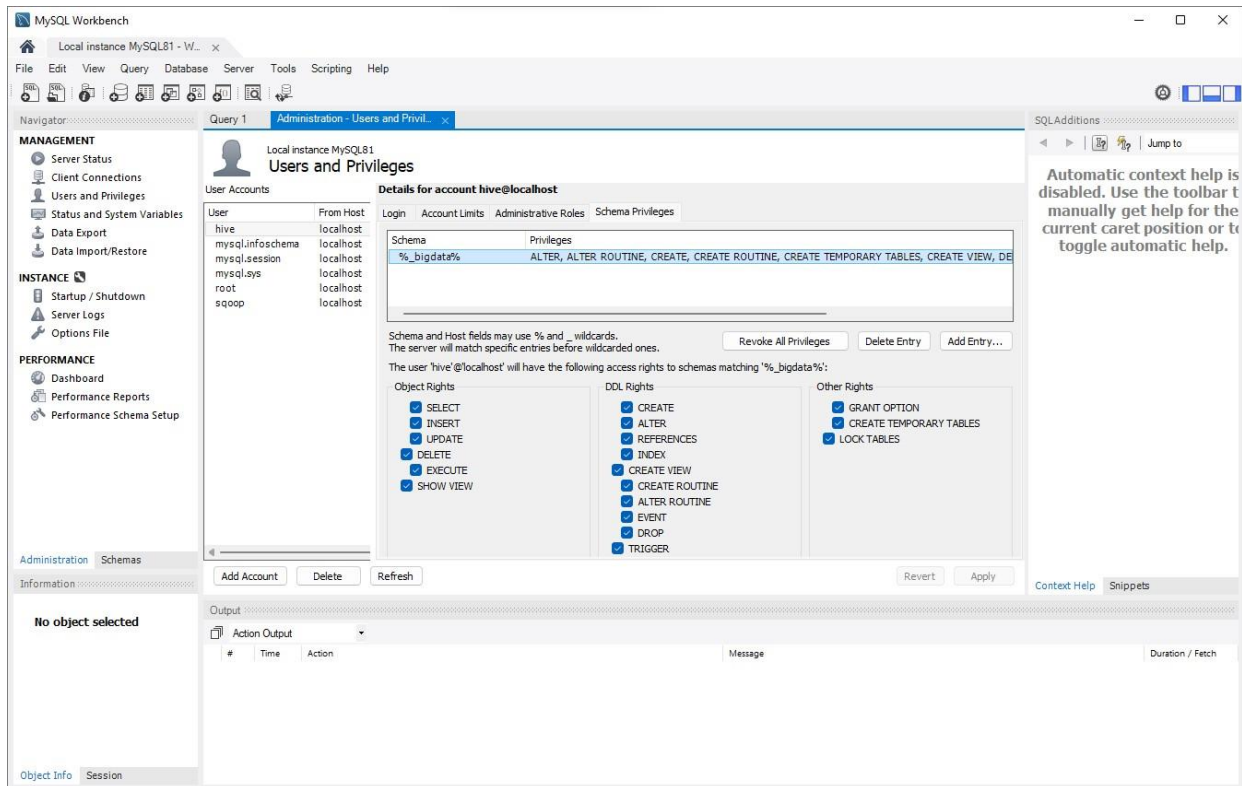 MySQL Workbench
Local instance MySQL81 - W...
File Edit View Query Database Server Tools Scripting Help
Navigator
MANAGEMENT
Server Status
Client Connections
Users and Privileges
Status and System Variables
Data Export
Data Import/Restore
INSTANCE
Startup / Shutdown
Server Logs
Options File
PERFORMANCE
Dashboard
Performance Reports
Performance Schema Setup
Administration Schemas
Information
No object selected
Object Info Session
Query 1 Administration - Users and Privil...
Local instance MySQL81
Users and Privileges
User Accounts
User From Host
hive localhost
mysql.infoschema localhost
mysql.session localhost
mysql.sys localhost
root localhost
sqoop localhost
Details for account hive@localhost
Login Account Limits Administrative Roles Schema Privileges
Schema Privileges
%_bigdata% ALTER, ALTER ROUTINE, CREATE, CREATE ROUTINE, CREATE TEMPORARY TABLES, CREATE VIEW, DE
Schema and Host fields may use % and _ wildcards.
The server will match specific entries before wildcarded ones.
Revoke All Privileges Delete Entry Add Entry...
The user 'hive'@'localhost' will have the following access rights to schemas matching '%_bigdata%':
Object Rights
SELECT
INSERT
UPDATE
DELETE
EXECUTE
SHOW VIEW
DDL Rights
CREATE
ALTER
REFERENCES
INDEX
CREATE VIEW
CREATE ROUTINE
ALTER ROUTINE
EVENT
DROP
TRIGGER
Other Rights
GRANT OPTION
CREATE TEMPORARY TABLES
LOCK TABLES
Add Account Delete Refresh Revert Apply
Output
Action Output
# Time Action Message Duration / Fetch
SQLAdditions
Jump to
Automatic context help is
disabled. Use the toolbar t
manually get help for the
current caret position or to
toggle automatic help.
Context Help Snippets